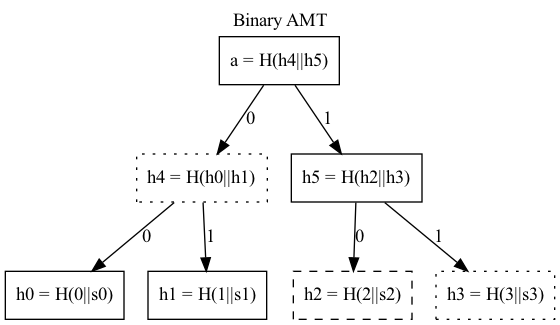 Binary AMT
a = H(h4||h5)
0
1
h4 = H(h0||h1)
h5 = H(h2||h3)
0
1
0
1
h0 = H(0||s0)
h1 = H(1||s1)
h2 = H(2||s2)
h3 = H(3||s3)